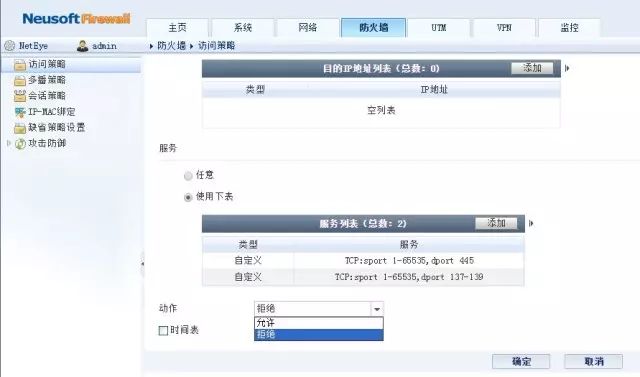 Neusoft Firewall
主页 系统 网络 防火墙 UTM VPN 监控
NetEye admin 防火墙 访问策略
访问策略
多播策略
会话策略
IP-MAC绑定
缺省策略设置
攻击防御
目的IP地址列表（总数: 0） 添加
类型 IP地址
空列表
服务
任意
使用下表
服务列表（总数: 2） 添加
类型 服务
自定义 TCP:sport 1-65535,dport 445
自定义 TCP:sport 1-65535,dport 137-139
动作 拒绝
允许
时间表 拒绝
确定 取消